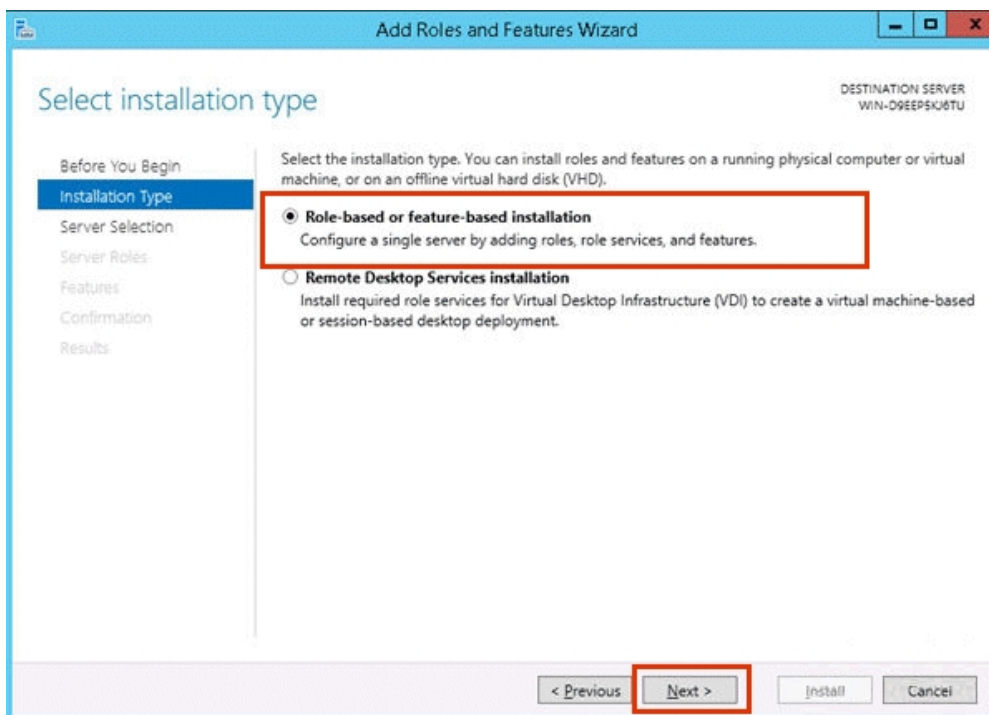 Add Roles and Features Wizard
Select installation type
DESTINATION SERVER
WIN-D9EEP5KJ6TU
Before You Begin
Installation Type
Server Selection
Server Roles
Features
Confirmation
Results
Select the installation type. You can install roles and features on a running physical computer or virtual
machine, or on an offline virtual hard disk (VHD).
Role-based or feature-based installation
Configure a single server by adding roles, role services, and features.
Remote Desktop Services installation
Install required role services for Virtual Desktop Infrastructure (VDI) to create a virtual machine-based
or session-based desktop deployment.
< Previous
Next >
Install
Cancel